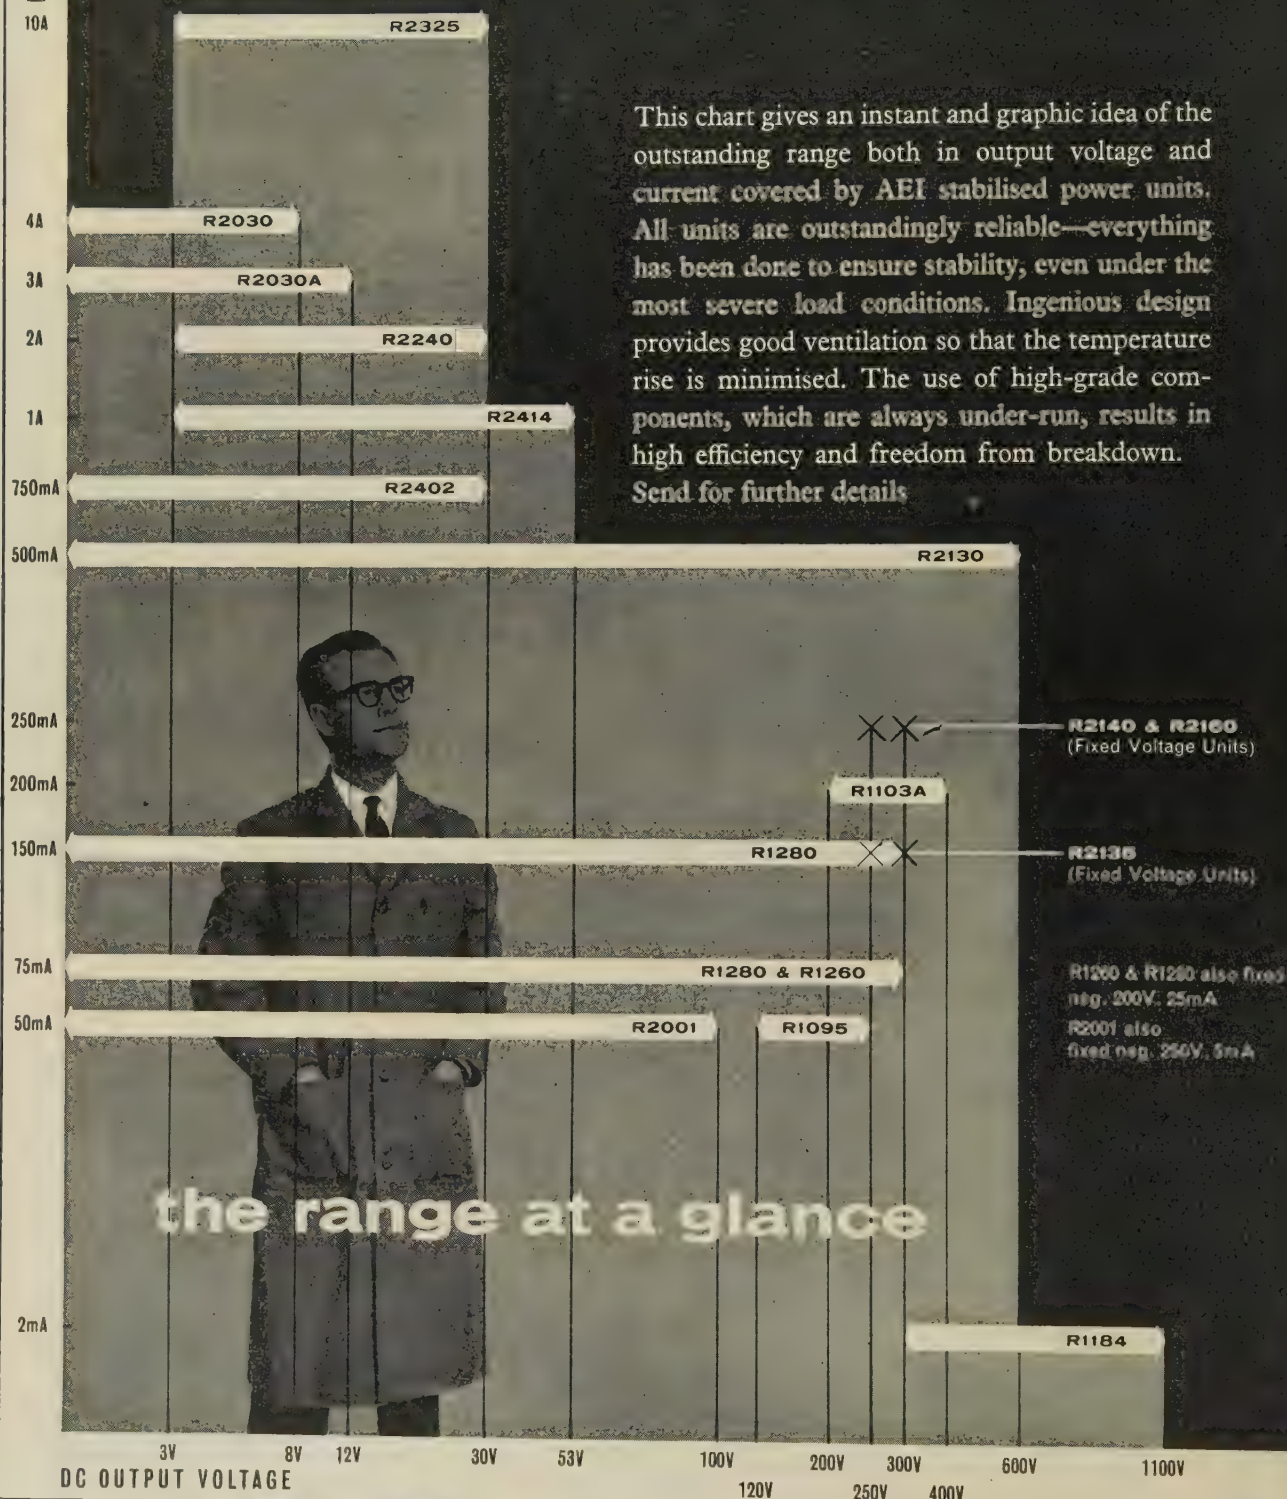 10A
R2325
This chart gives an instant and graphic idea of the
outstanding range both in output voltage and
current covered by AEI stabilised power units.
All units are outstandingly reliable—everything
has been done to ensure stability, even under the
most severe load conditions. Ingenious design
provides good ventilation so that the temperature
rise is minimised. The use of high-grade com-
ponents, which are always under-run, results in
high efficiency and freedom from breakdown.
Send for further details
4A
R2030
3A
R2030A
2A
R2240
1A
R2414
750mA
R2402
500mA
R2130
250mA
R2140 & R2160
(Fixed Voltage Units)
200mA
R1103A
150mA
R1280
R2135
(Fixed Voltage Units)
75mA
R1280 & R1260
R1260 & R1280 also fixed
neg. 200V. 25mA
50mA
R2001
R1095
R2001 also
fixed neg. 250V. 5mA
the range at a glance
2mA
R1184
3V 8V 12V 30V 53V 100V 200V 300V 600V 1100V
DC OUTPUT VOLTAGE
120V 250V 400V